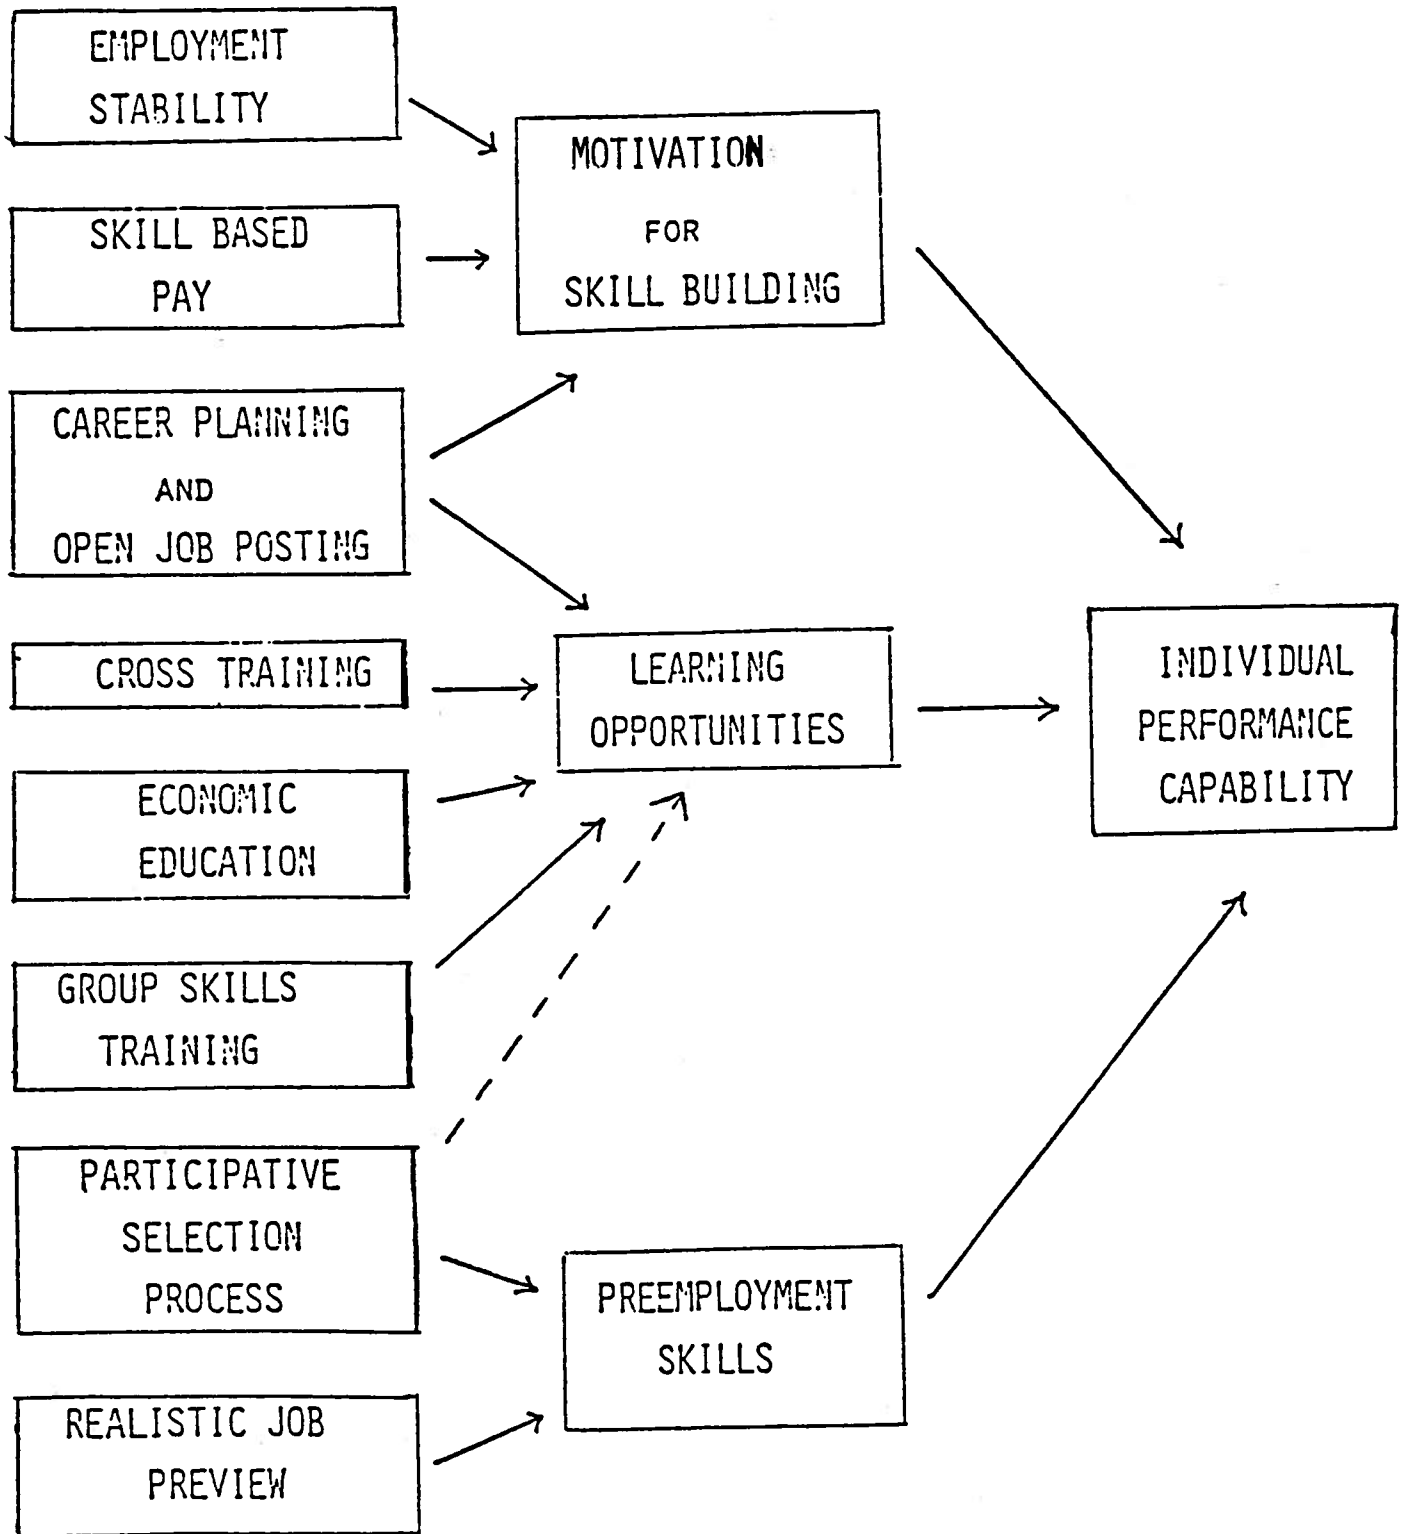 EMPLOYMENT
STABILITY
SKILL BASED
PAY
CAREER PLANNING
AND
OPEN JOB POSTING
CROSS TRAINING
ECONOMIC
EDUCATION
GROUP SKILLS
TRAINING
PARTICIPATIVE
SELECTION
PROCESS
REALISTIC JOB
PREVIEW
MOTIVATION
FOR
SKILL BUILDING
LEARNING
OPPORTUNITIES
PREEMPLOYMENT
SKILLS
INDIVIDUAL
PERFORMANCE
CAPABILITY